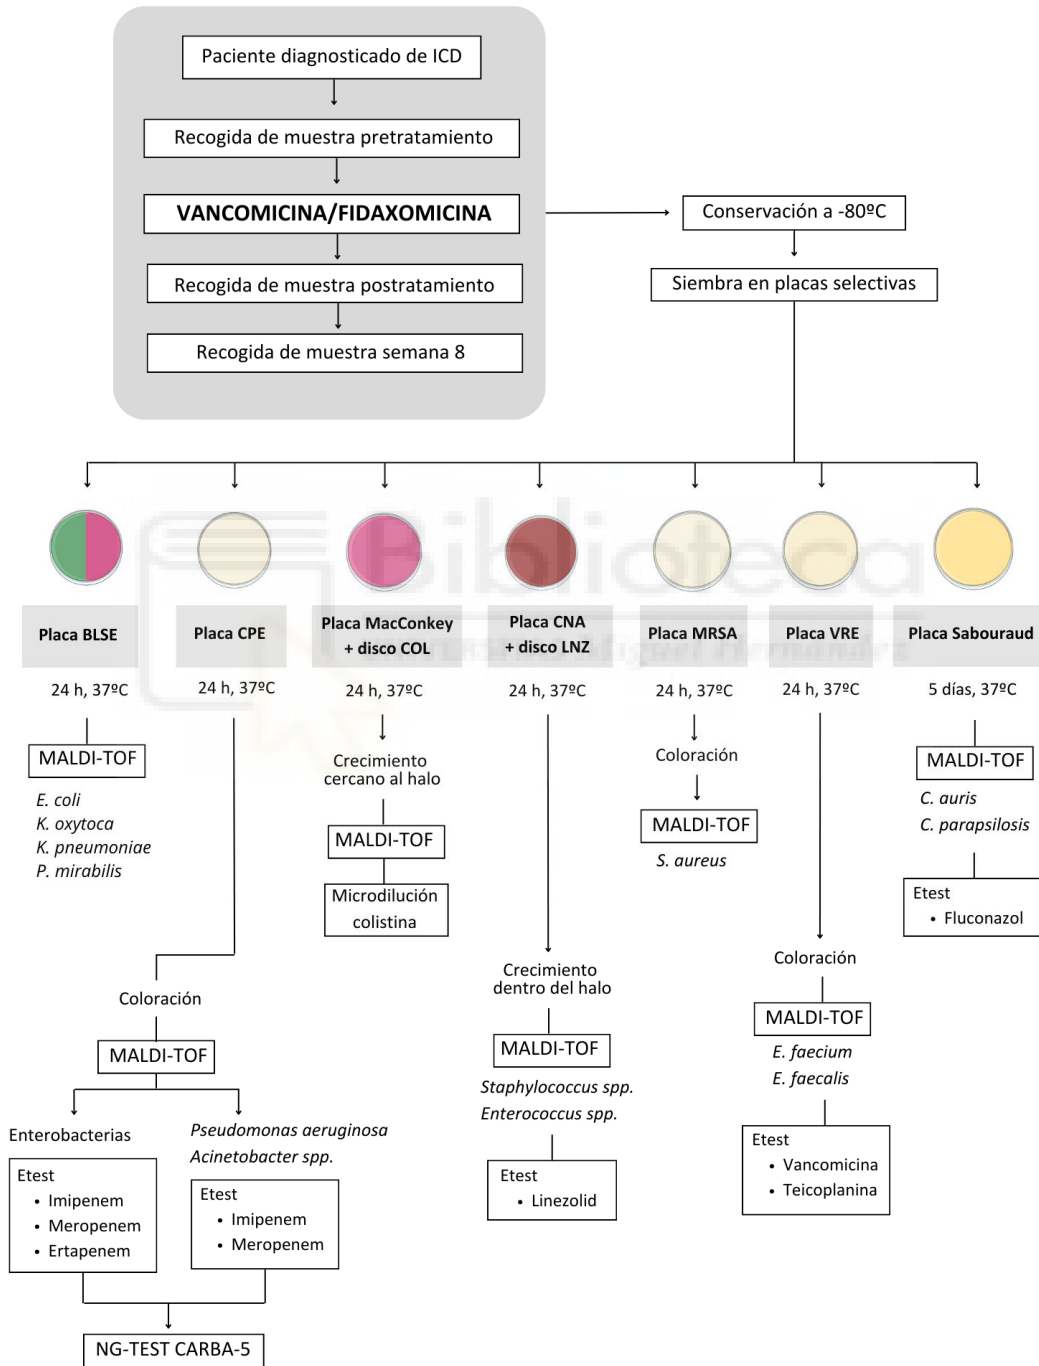 Paciente diagnosticado de ICD
Recogida de muestra pretratamiento
VANCOMICINA/FIDAXOMICINA
Recogida de muestra postratamiento
Recogida de muestra semana 8
Conservación a -80ºC
Siembra en placas selectivas
Biblioteca
UNIVERSITAS Miguel Hernández
Placa BLSE
24 h, 37ºC
MALDI-TOF
E. coli
K. oxytoca
K. pneumoniae
P. mirabilis
Placa CPE
24 h, 37ºC
Coloración
MALDI-TOF
Enterobacterias
Etest
• Imipenem
• Meropenem
• Ertapenem
Pseudomonas aeruginosa
Acinetobacter spp.
Etest
• Imipenem
• Meropenem
NG-TEST CARBA-5
Placa MacConkey
+ disco COL
24 h, 37ºC
Crecimiento
cercano al halo
MALDI-TOF
Microdilución
colistina
Placa CNA
+ disco LNZ
24 h, 37ºC
Crecimiento
dentro del halo
MALDI-TOF
Staphylococcus spp.
Enterococcus spp.
Etest
• Linezolid
Placa MRSA
24 h, 37ºC
Coloración
MALDI-TOF
S. aureus
Placa VRE
24 h, 37ºC
Coloración
MALDI-TOF
E. faecium
E. faecalis
Etest
• Vancomicina
• Teicoplanina
Placa Sabouraud
5 días, 37ºC
MALDI-TOF
C. auris
C. parapsilosis
Etest
• Fluconazol